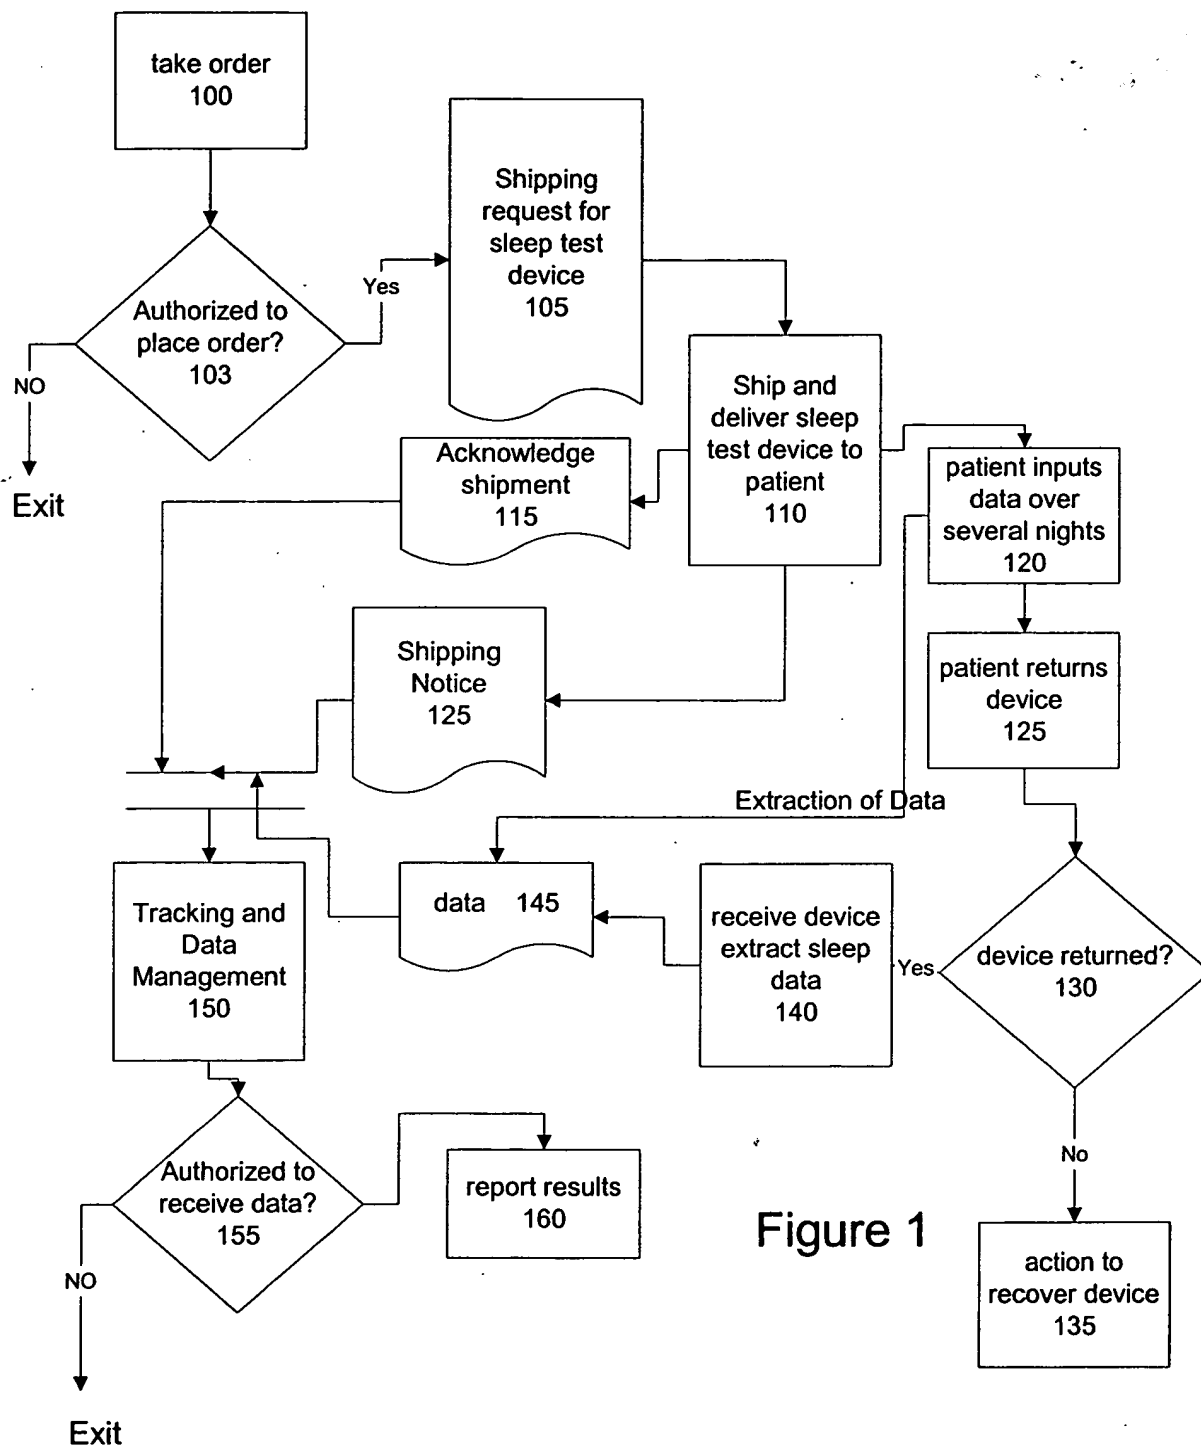 take order
100
Authorized to
place order?
103
Yes
NO
Exit
Shipping
request for
sleep test
device
105
Ship and
deliver sleep
test device to
patient
110
Acknowledge
shipment
115
patient inputs
data over
several nights
120
Shipping
Notice
125
patient returns
device
125
Extraction of Data
data 145
receive device
extract sleep
data
140
Yes
device returned?
130
No
action to
recover device
135
Tracking and
Data
Management
150
Authorized to
receive data?
155
NO
Exit
report results
160
Figure 1